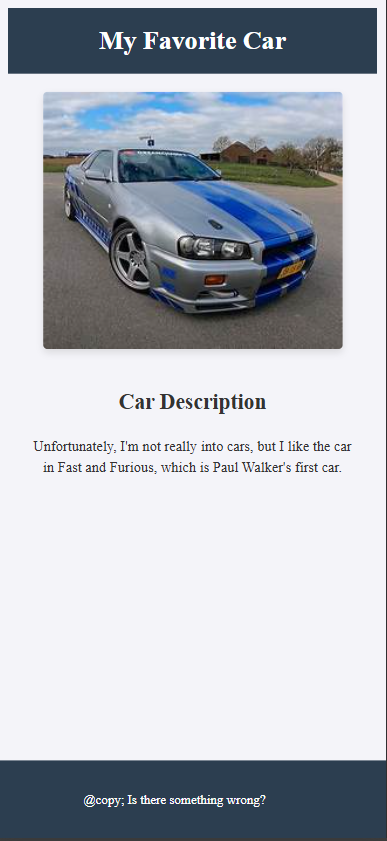 My Favorite Car
Car Description
Unfortunately, I'm not really into cars, but I like the car
in Fast and Furious, which is Paul Walker's first car.
@copy; Is there something wrong?